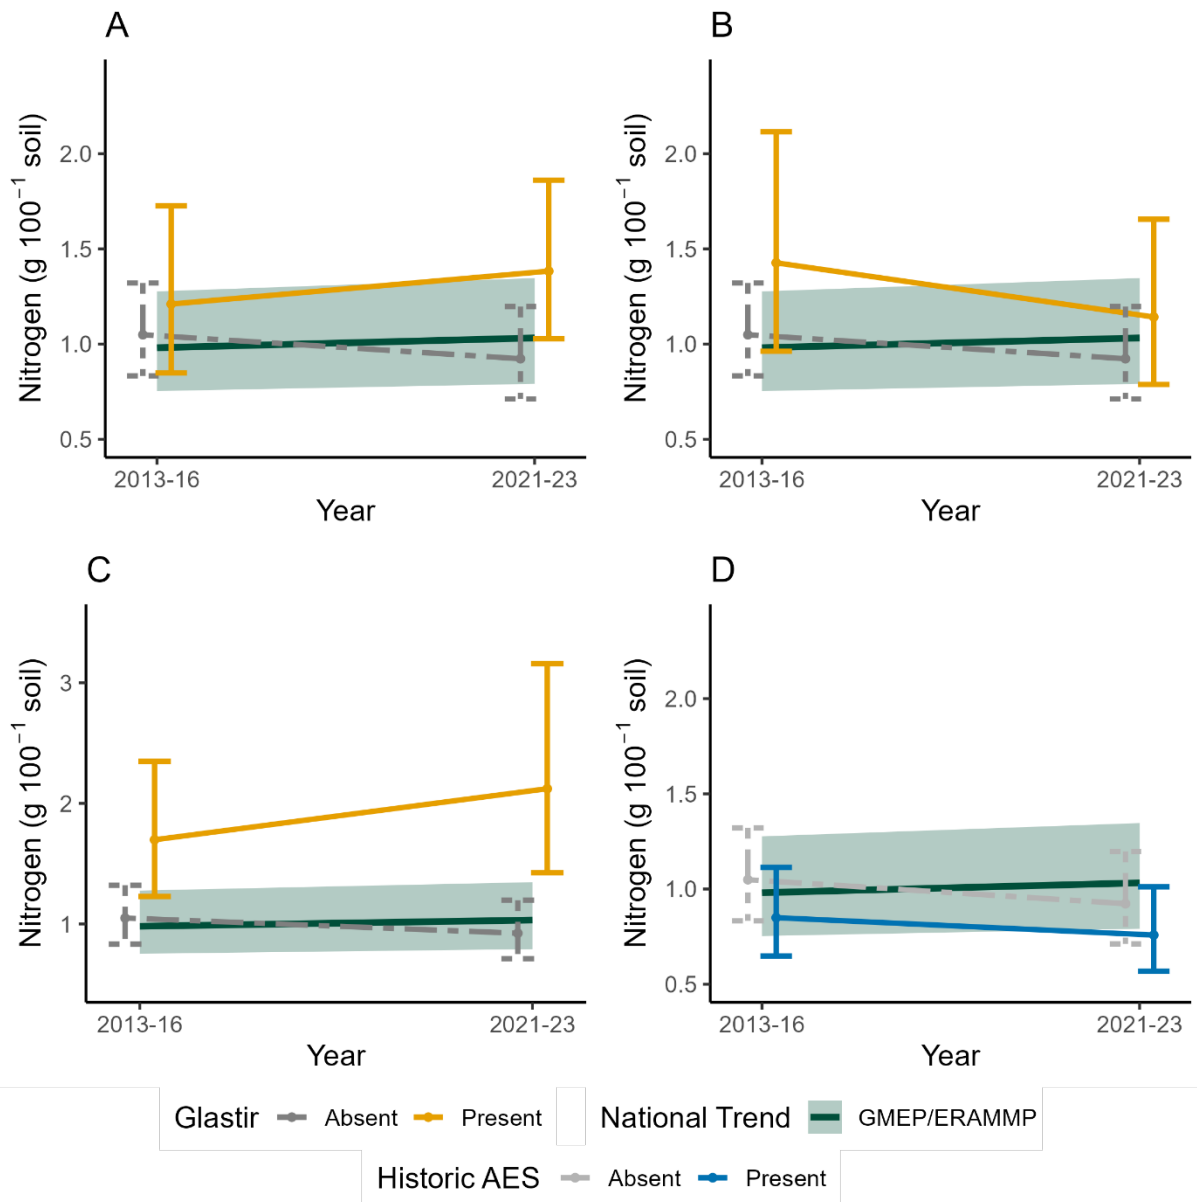 A
Nitrogen (g 100⁻¹ soil)
2.0
1.5
1.0
0.5
2013-16
2021-23
Year
B
Nitrogen (g 100⁻¹ soil)
2.0
1.5
1.0
0.5
2013-16
2021-23
Year
C
Nitrogen (g 100⁻¹ soil)
3
2
1
2013-16
2021-23
Year
D
Nitrogen (g 100⁻¹ soil)
2.0
1.5
1.0
0.5
2013-16
2021-23
Year
Glastir Absent Present
National Trend GMEP/ERAMMP
Historic AES Absent Present